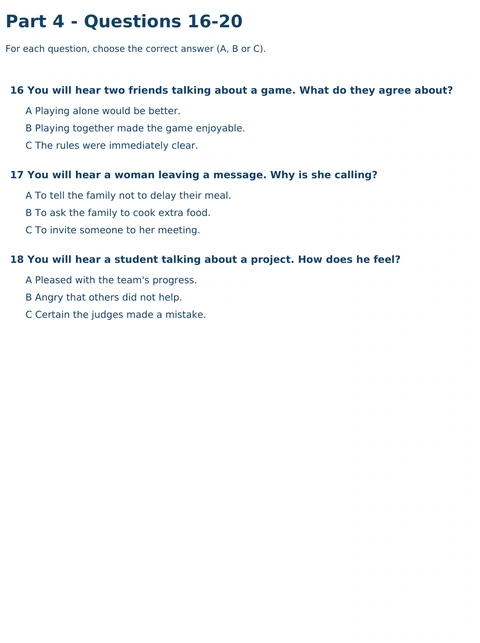 Part 4 - Questions 16-20
For each question, choose the correct answer (A, B or C).
16 You will hear two friends talking about a game. What do they agree about?
A Playing alone would be better.
B Playing together made the game enjoyable.
C The rules were immediately clear.
17 You will hear a woman leaving a message. Why is she calling?
A To tell the family not to delay their meal.
B To ask the family to cook extra food.
C To invite someone to her meeting.
18 You will hear a student talking about a project. How does he feel?
A Pleased with the team's progress.
B Angry that others did not help.
C Certain the judges made a mistake.